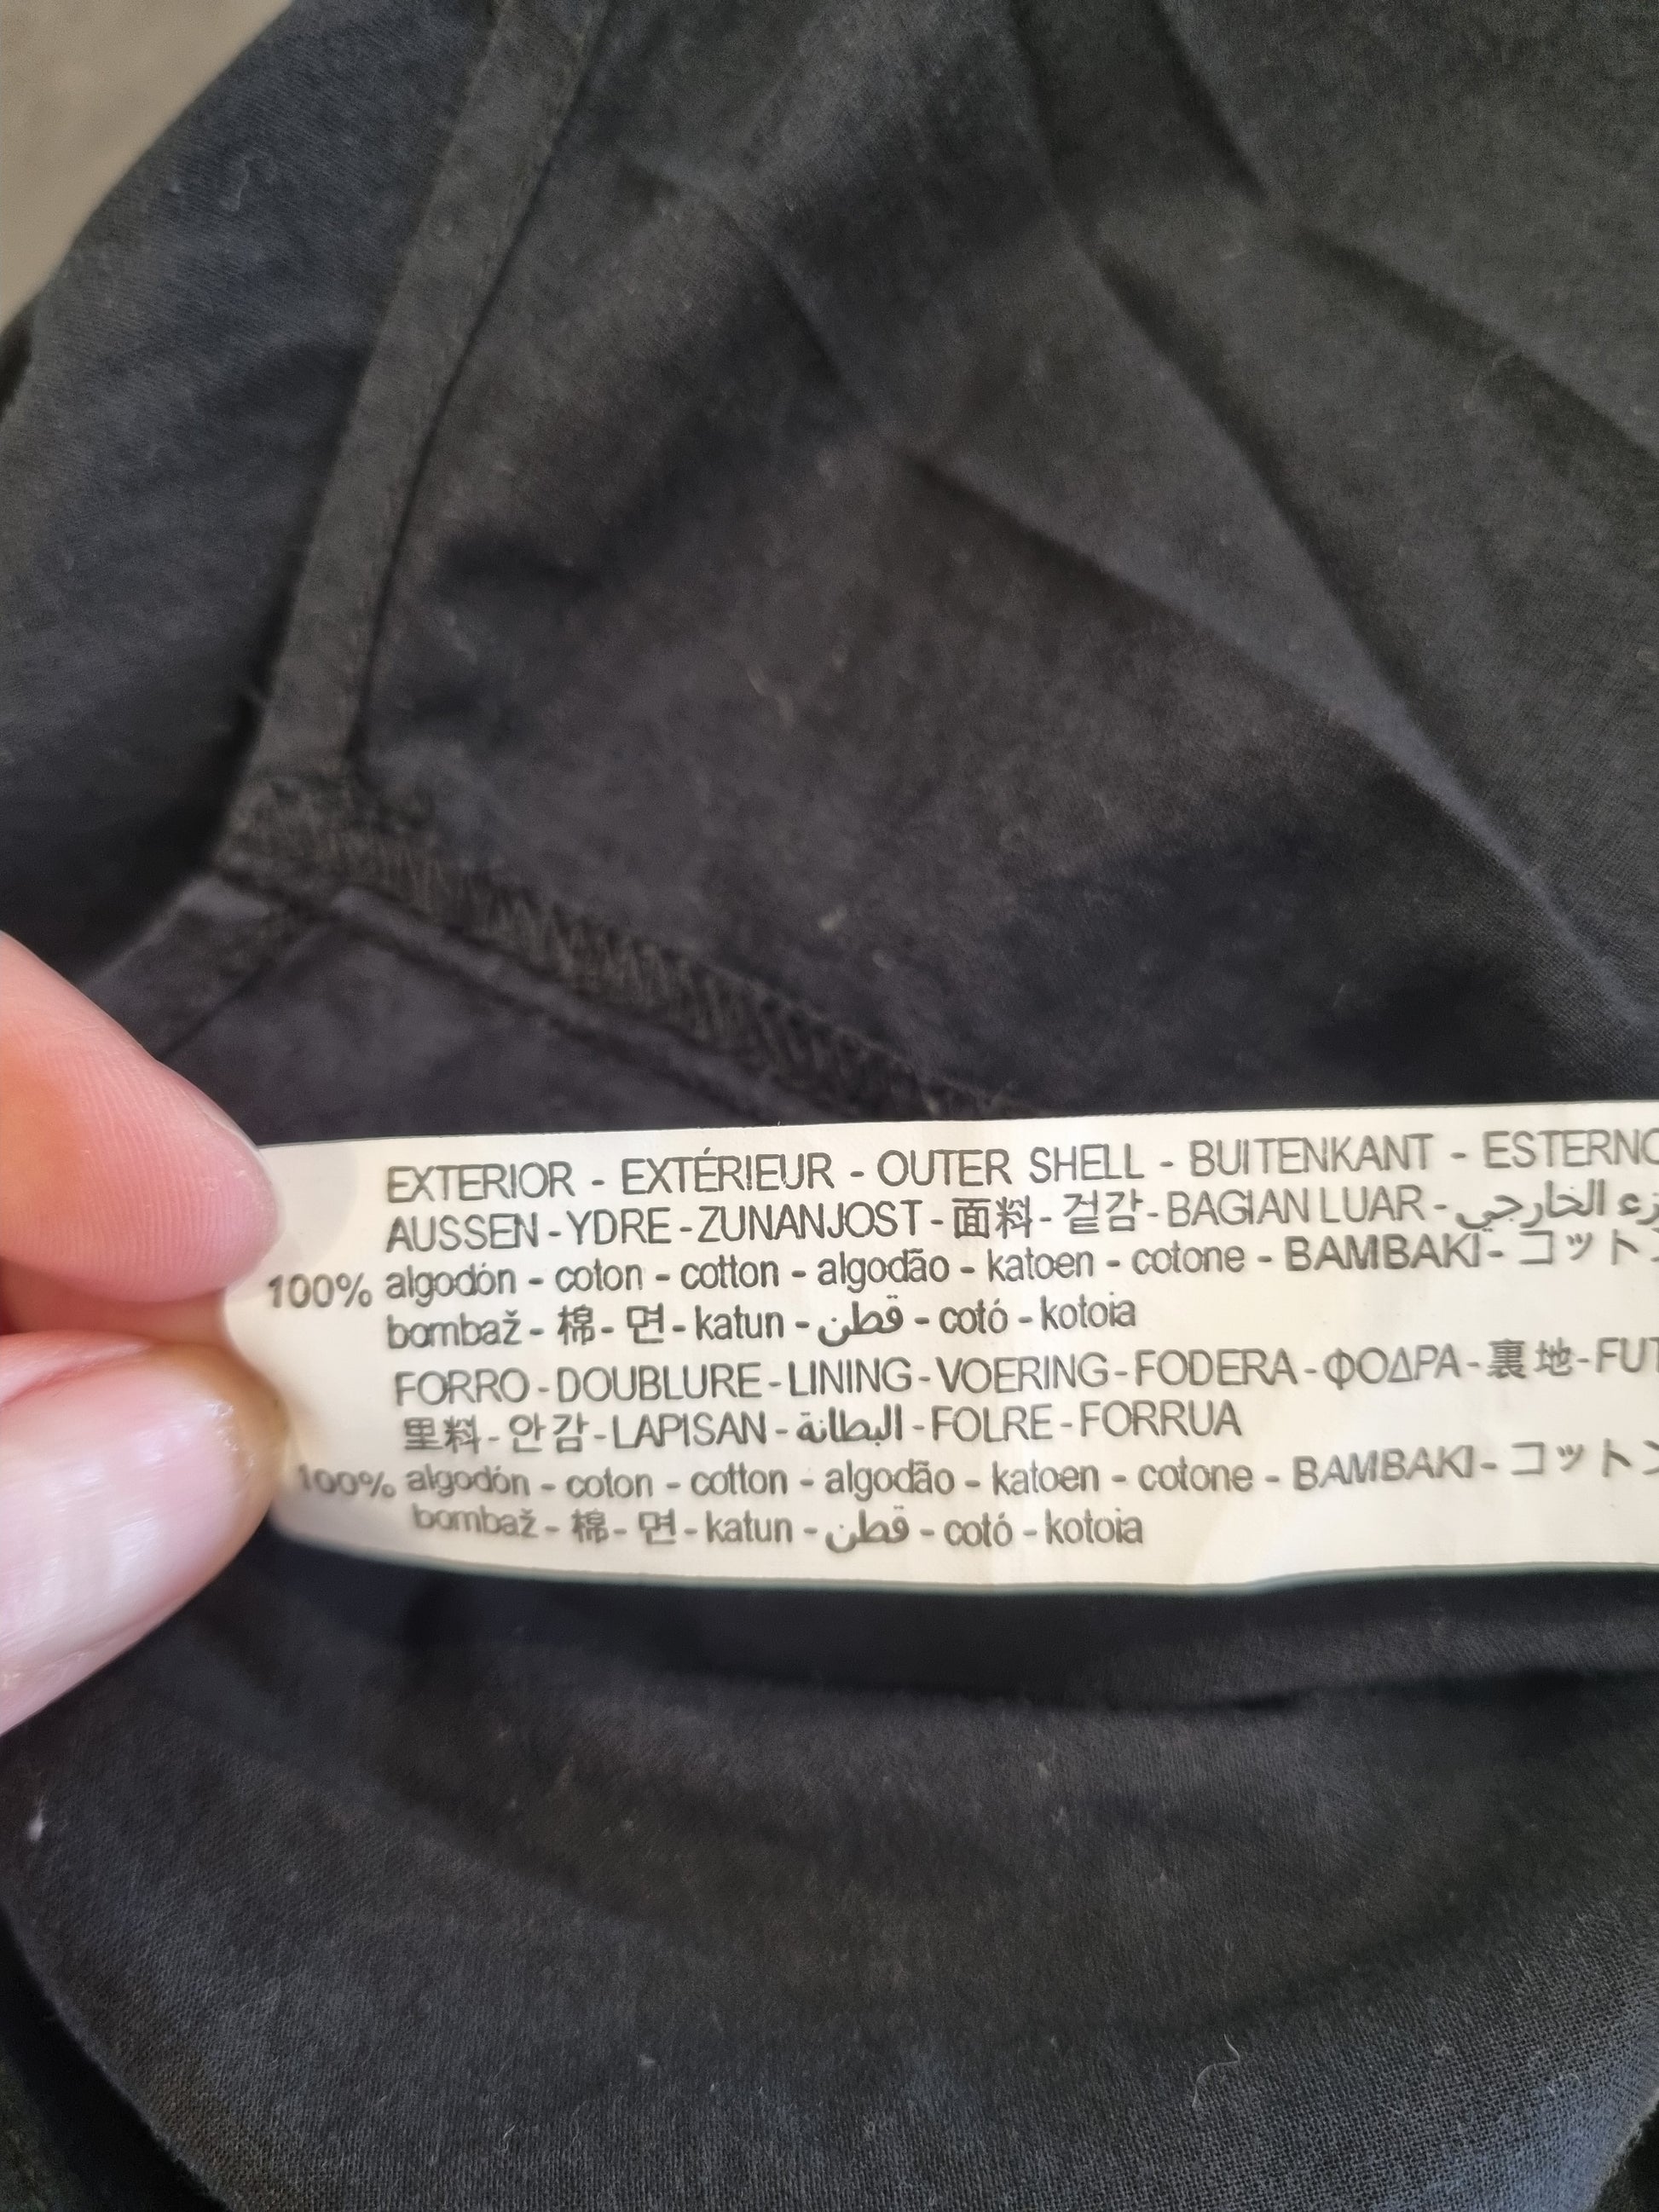 EXTERIOR - EXTÉRIEUR - OUTER SHELL - BUITENKANT - ESTERNO
AUSSEN - YDRE - ZUNANJOST - 面料 - 겉감 - BAGIAN LUAR - الخارجي
100% algodón - coton - cotton - algodão - katoen - cotone - BAMBAKI - コットン
bombaž - 棉 - 면 - katun - قطن - cotó - kotoia
FORRO - DOUBLURE - LINING - VOERING - FODERA - ΦΟΔΡΑ - 裏地 - FUT
里料 - 안감 - LAPISAN - البطانة - FOLRE - FORRUA
100% algodón - coton - cotton - algodão - katoen - cotone - BAMBAKI - コットン
bombaž - 棉 - 면 - katun - قطن - cotó - kotoia